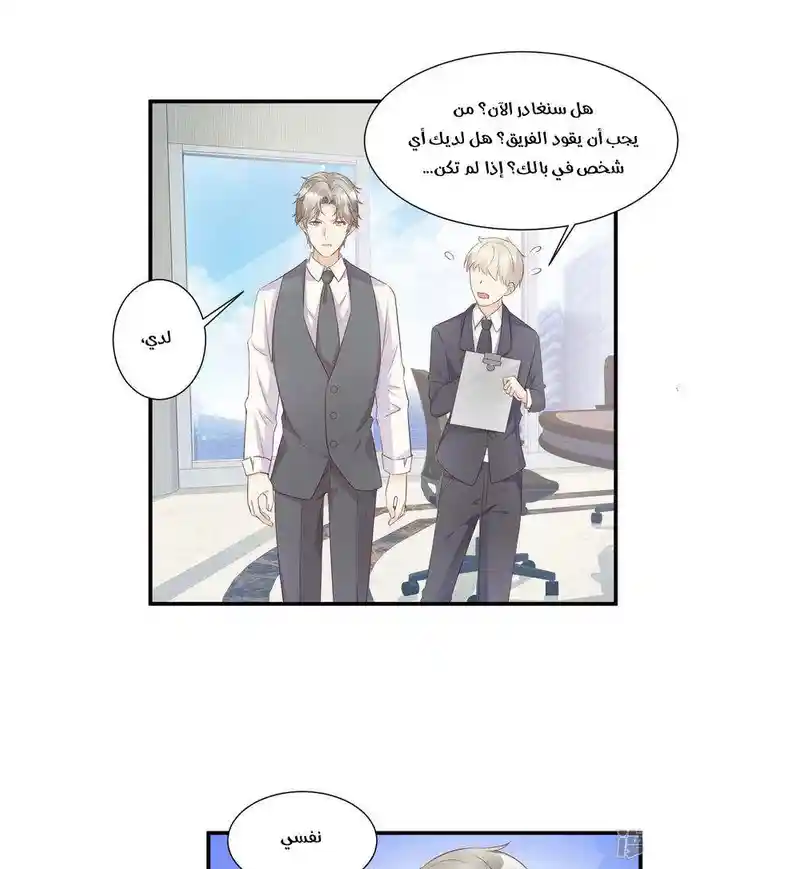 هل سنغادر الآن؟ من
يجب أن يقود الفريق؟ هل لديك أي
شخص في بالك؟ إذا لم تكن...
لدي،
نفسي